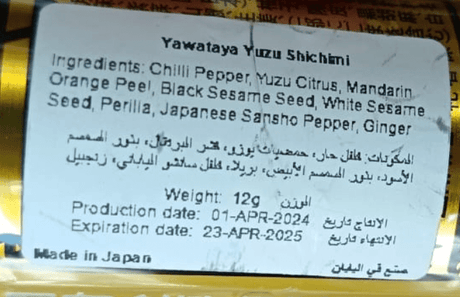 Yawataya Yuzu Shichimi
Ingredients: Chilli Pepper, Yuzu Citrus, Mandarin
Orange Peel, Black Sesame Seed, White Sesame
Seed, Perilla, Japanese Sansho Pepper, Ginger
المكونات: فلفل حار، حمضيات يوزو، قشر البرتقال، بذور السمسم
الأسود، بذور السمسم الأبيض، بريلا، فلفل سانشو الياباني، زنجبيل
Weight: 12g الوزن
Production date: 01-APR-2024 الانتاج تاريخ
Expiration date: 23-APR-2025 الانتهاء تاريخ
Made in Japan صنع في اليابان